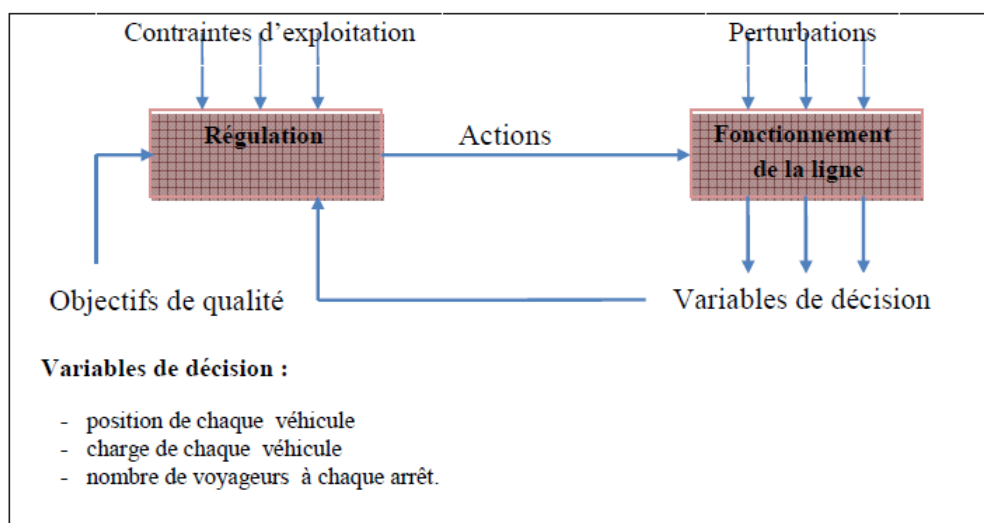 Contraintes d'exploitation
Perturbations
Régulation
Actions
Fonctionnement
de la ligne
Objectifs de qualité
Variables de décision
Variables de décision :
- position de chaque véhicule
- charge de chaque véhicule
- nombre de voyageurs à chaque arrêt.